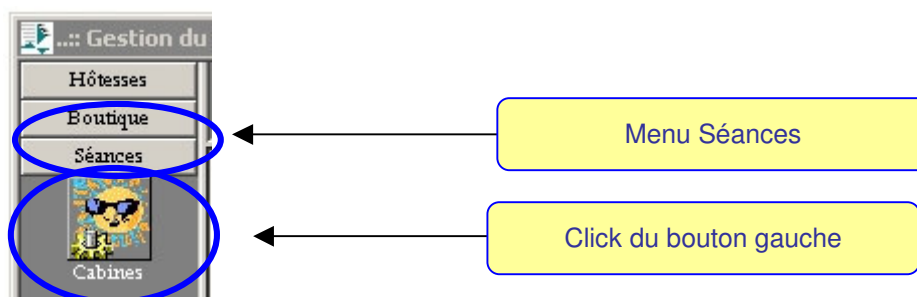 ..:: Gestion du
Hôtesses
Boutique
Séances
Menu Séances
Click du bouton gauche
Cabines